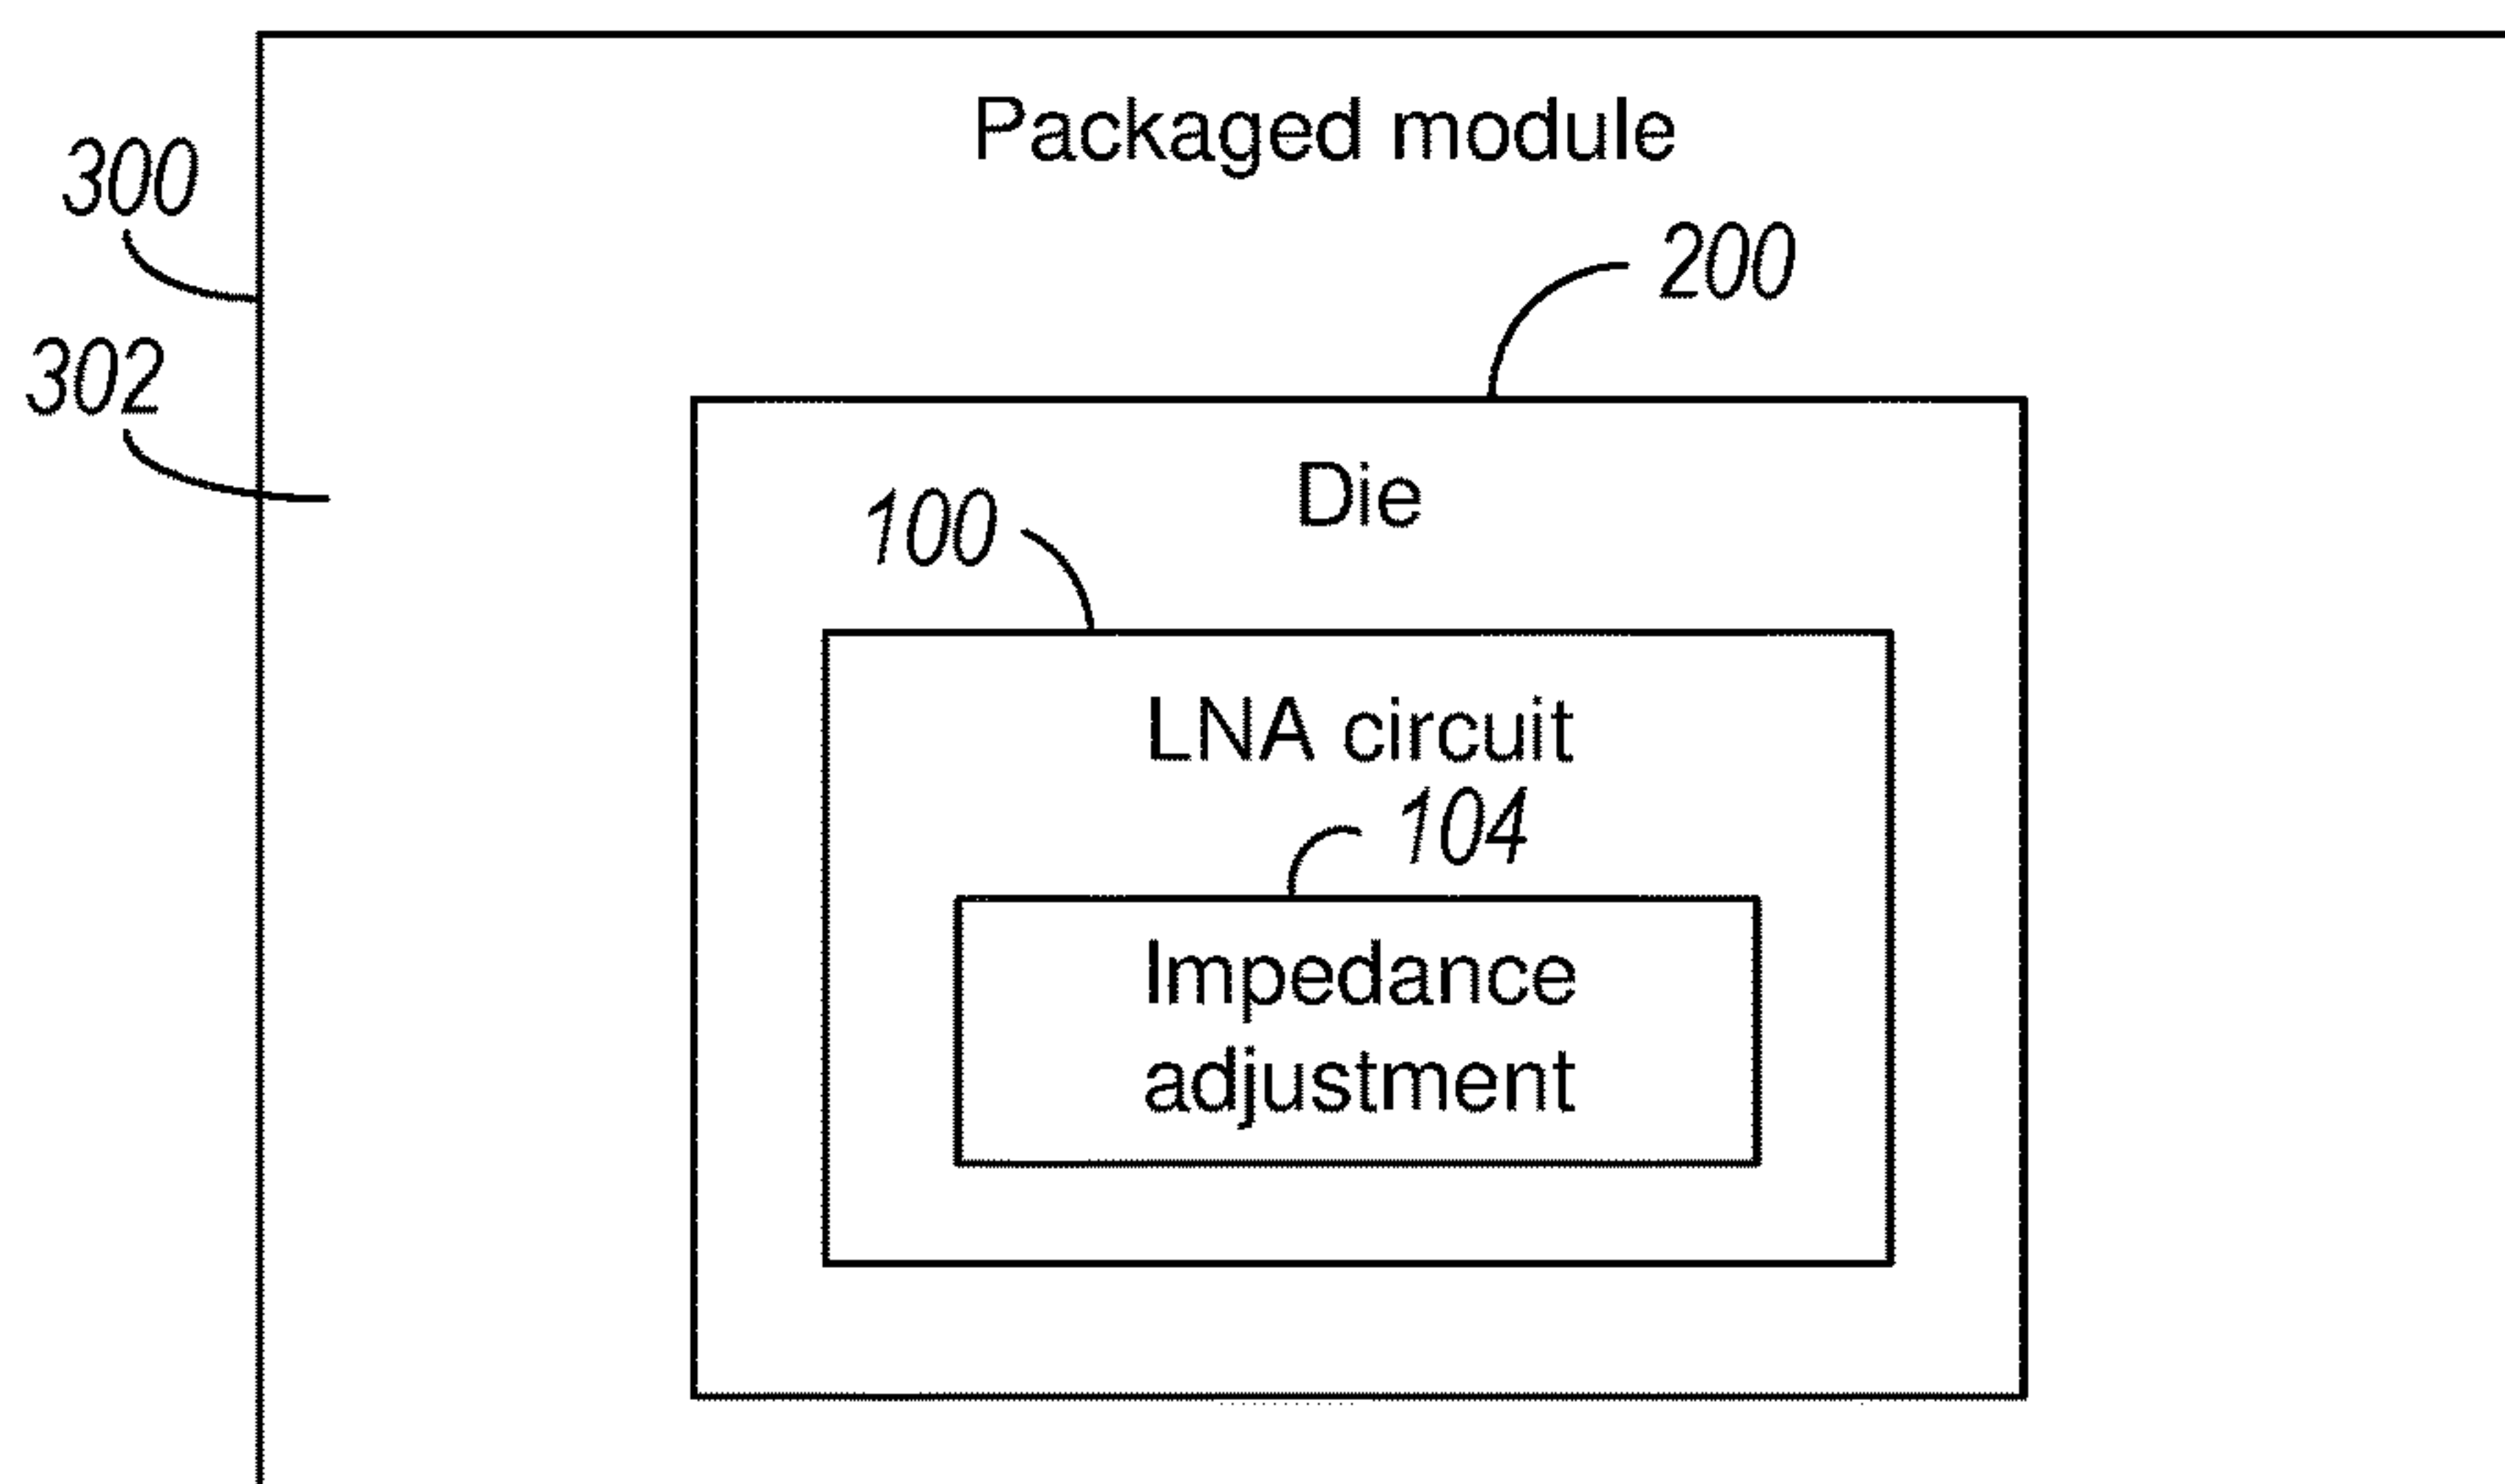 Packaged module
300
200
302
Die
100
LNA circuit
104
Impedance
adjustment